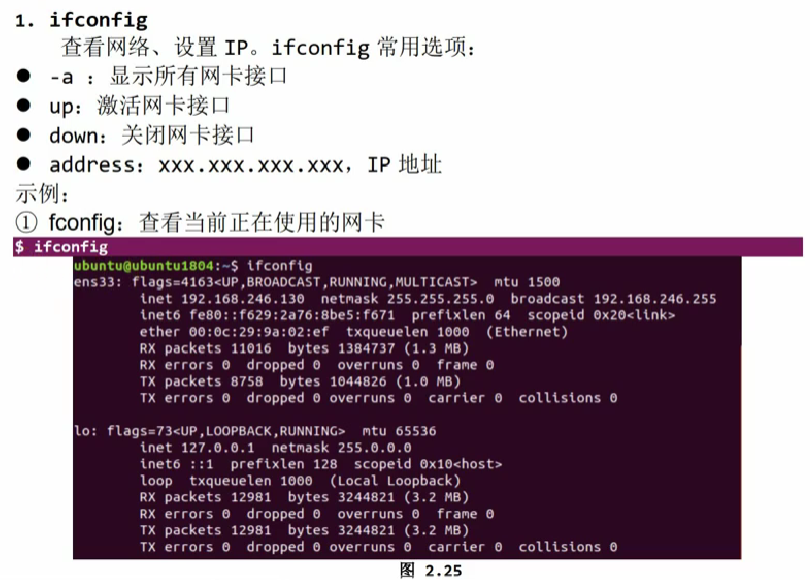 1. ifconfig
查看网络、设置 IP。ifconfig 常用选项：
● -a ：显示所有网卡接口
● up：激活网卡接口
● down：关闭网卡接口
● address：xxx.xxx.xxx.xxx，IP 地址
示例：
① fconfig：查看当前正在使用的网卡
$ ifconfig
ubuntu@ubuntu1804:~$ ifconfig
ens33: flags=4163<UP,BROADCAST,RUNNING,MULTICAST>  mtu 1500
inet 192.168.246.130  netmask 255.255.255.0  broadcast 192.168.246.255
inet6 fe80::f629:2a76:8be5:f671  prefixlen 64  scopeid 0x20<link>
ether 00:0c:29:9a:02:ef  txqueuelen 1000  (Ethernet)
RX packets 11016  bytes 1384737 (1.3 MB)
RX errors 0  dropped 0  overruns 0  frame 0
TX packets 8758  bytes 1044826 (1.0 MB)
TX errors 0  dropped 0 overruns 0  carrier 0  collisions 0
lo: flags=73<UP,LOOPBACK,RUNNING>  mtu 65536
inet 127.0.0.1  netmask 255.0.0.0
inet6 ::1  prefixlen 128  scopeid 0x10<host>
loop  txqueuelen 1000  (Local Loopback)
RX packets 12981  bytes 3244821 (3.2 MB)
RX errors 0  dropped 0  overruns 0  frame 0
TX packets 12981  bytes 3244821 (3.2 MB)
TX errors 0  dropped 0 overruns 0  carrier 0  collisions 0
图 2.25